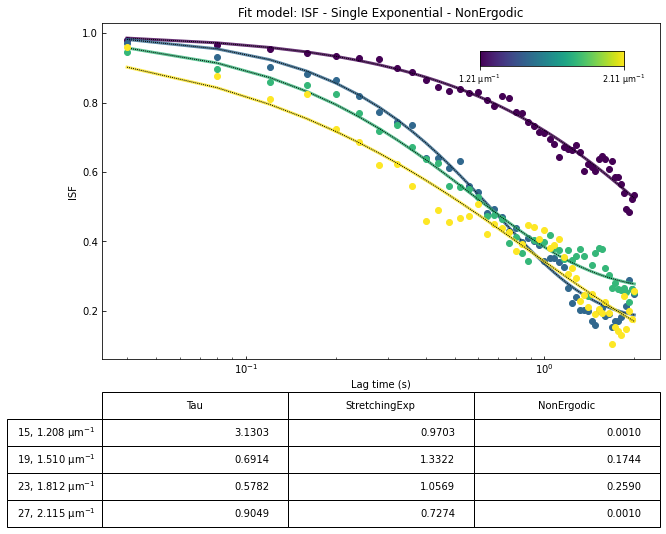 Fit model: ISF - Single Exponential - NonErgodic
1.0
0.8
0.6
0.4
0.2
ISF
1.21 μm⁻¹ 2.11 μm⁻¹
10⁻¹ 10⁰
Lag time (s)
Tau StretchingExp NonErgodic
15, 1.208 μm⁻¹ 3.1303 0.9703 0.0010
19, 1.510 μm⁻¹ 0.6914 1.3322 0.1744
23, 1.812 μm⁻¹ 0.5782 1.0569 0.2590
27, 2.115 μm⁻¹ 0.9049 0.7274 0.0010